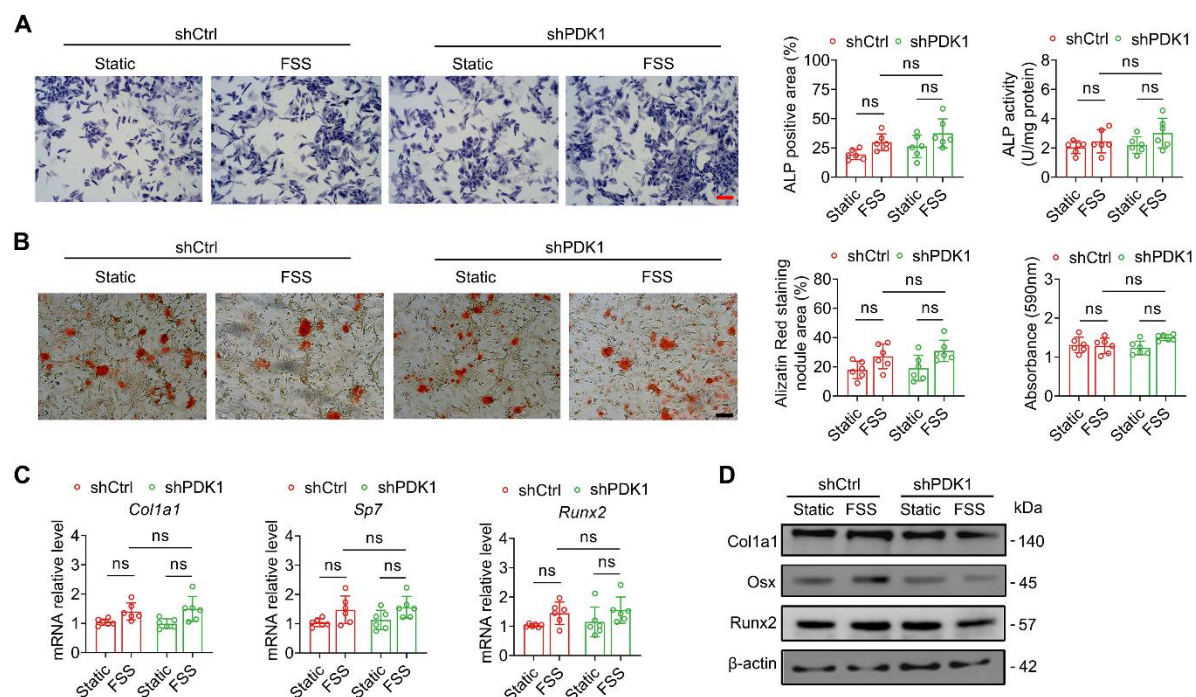 A
shCtrl
shPDK1
Static
FSS
Static
FSS
shCtrl shPDK1
ALP positive area (%)
100
75
50
25
0
ns
ns
ns
Static
FSS
Static
FSS
shCtrl shPDK1
ALP activity
(U/mg protein)
8
6
4
2
0
ns
ns
ns
Static
FSS
Static
FSS
B
shCtrl
shPDK1
Static
FSS
Static
FSS
shCtrl shPDK1
Alizatin Red staining
nodule area (%)
80
60
40
20
0
ns
ns
ns
Static
FSS
Static
FSS
shCtrl shPDK1
Absorbance (590nm)
3
2
1
0
ns
ns
ns
Static
FSS
Static
FSS
C
shCtrl shPDK1
Col1a1
mRNA relative level
4
3
2
1
0
ns
ns
ns
Static
FSS
Static
FSS
shCtrl shPDK1
Sp7
mRNA relative level
4
3
2
1
0
ns
ns
ns
Static
FSS
Static
FSS
shCtrl shPDK1
Runx2
mRNA relative level
4
3
2
1
0
ns
ns
ns
Static
FSS
Static
FSS
D
shCtrl shPDK1
Static FSS Static FSS kDa
Col1a1 - 140
Osx - 45
Runx2 - 57
β-actin - 42